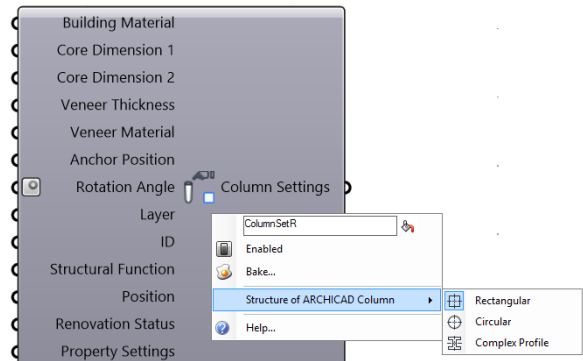 Building Material
Core Dimension 1
Core Dimension 2
Veneer Thickness
Veneer Material
Anchor Position
Rotation Angle
Column Settings
Layer
ID
Structural Function
Position
Renovation Status
Property Settings
ColumnSetR
Enabled
Bake...
Structure of ARCHICAD Column
Help...
Rectangular
Circular
Complex Profile